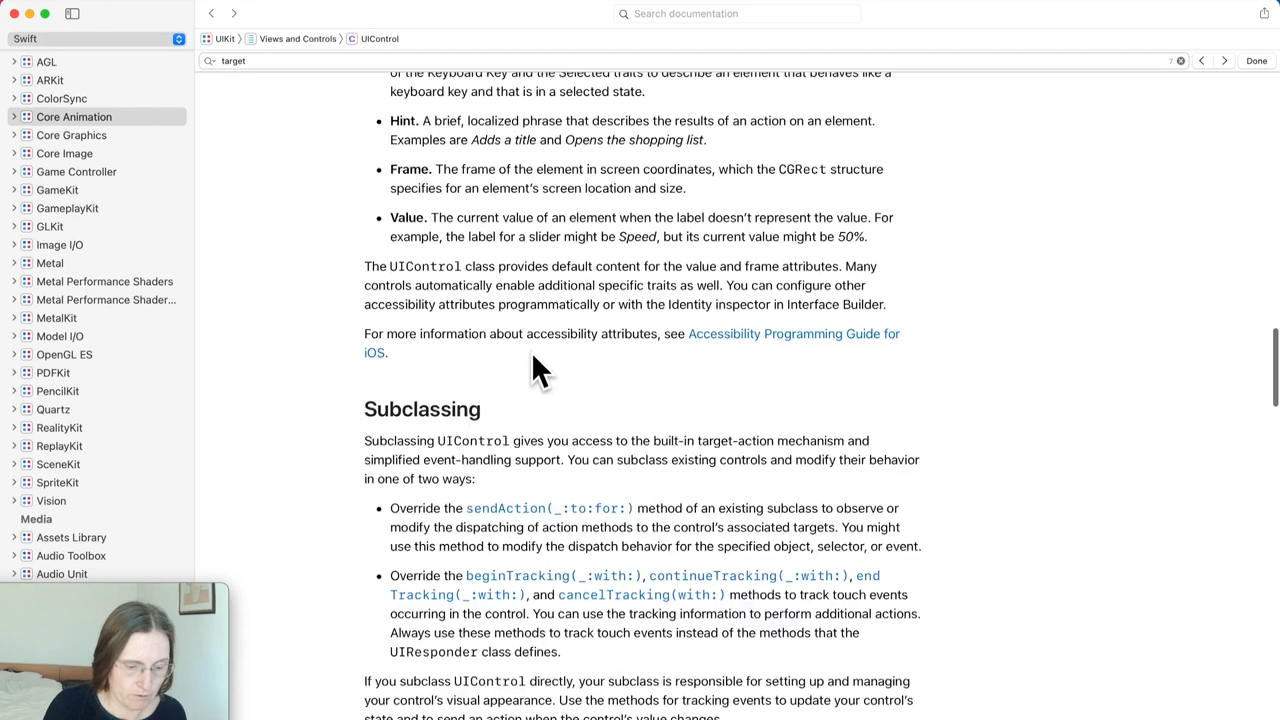 Search documentation
Swift
UIKit
Views and Controls
C UIControl
target
7
Done
AGL
ARKit
ColorSync
Core Animation
Core Graphics
Core Image
Game Controller
GameKit
GameplayKit
GLKit
Image I/O
Metal
Metal Performance Shaders
Metal Performance Shader...
MetalKit
Model I/O
OpenGL ES
PDFKit
PencilKit
Quartz
RealityKit
ReplayKit
SceneKit
SpriteKit
Vision
Media
Assets Library
Audio Toolbox
Audio Unit
of the Keyboard Key and the Selected traits to describe an element that behaves like a
keyboard key and that is in a selected state.
• Hint. A brief, localized phrase that describes the results of an action on an element.
Examples are Adds a title and Opens the shopping list.
• Frame. The frame of the element in screen coordinates, which the CGRect structure
specifies for an element's screen location and size.
• Value. The current value of an element when the label doesn't represent the value. For
example, the label for a slider might be Speed, but its current value might be 50%.
The UIControl class provides default content for the value and frame attributes. Many
controls automatically enable additional specific traits as well. You can configure other
accessibility attributes programmatically or with the Identity inspector in Interface Builder.
For more information about accessibility attributes, see Accessibility Programming Guide for
iOS.
Subclassing
Subclassing UIControl gives you access to the built-in target-action mechanism and
simplified event-handling support. You can subclass existing controls and modify their behavior
in one of two ways:
• Override the sendAction(_:to:for:) method of an existing subclass to observe or
modify the dispatching of action methods to the control's associated targets. You might
use this method to modify the dispatch behavior for the specified object, selector, or event.
• Override the beginTracking(_:with:), continueTracking(_:with:), end
Tracking(_:with:), and cancelTracking(with:) methods to track touch events
occurring in the control. You can use the tracking information to perform additional actions.
Always use these methods to track touch events instead of the methods that the
UIResponder class defines.
If you subclass UIControl directly, your subclass is responsible for setting up and managing
your control's visual appearance. Use the methods for tracking events to update your control's
state and to send an action when the control's value changes.